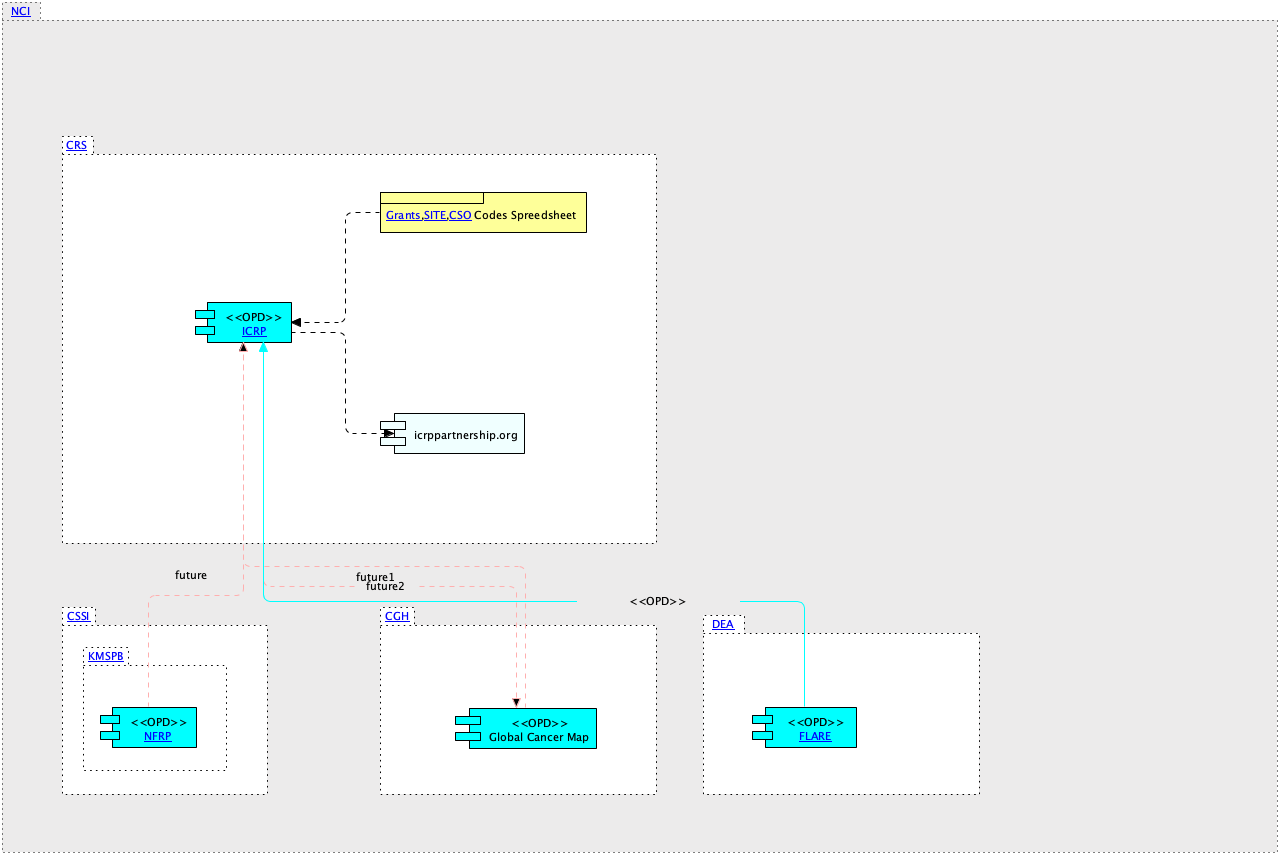 NCI
CRS
Grants,SITE,CSO Codes Spreedsheet
<<OPD>>
ICRP
icrppartnership.org
future
future1
future2
<<OPD>>
CSSI
CGH
DEA
KMSPB
<<OPD>>
NFRP
<<OPD>>
Global Cancer Map
<<OPD>>
FLARE